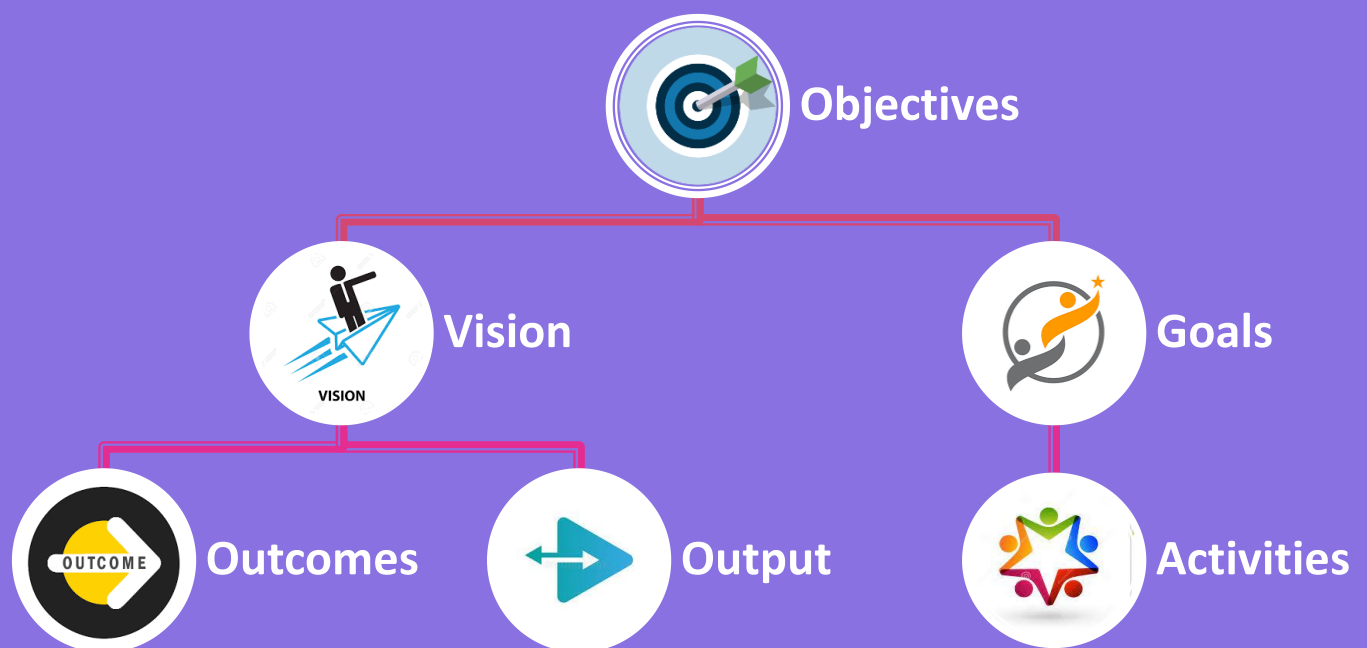 Objectives
Vision
VISION
Goals
OUTCOME
Outcomes
Output
Activities